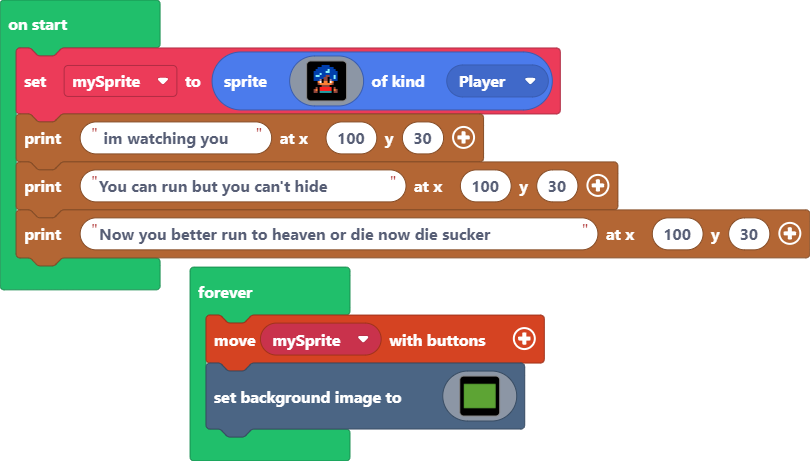 on start
set mySprite to sprite of kind Player
print " im watching you " at x 100 y 30
print "You can run but you can't hide " at x 100 y 30
print "Now you better run to heaven or die now die sucker " at x 100 y 30
forever
move mySprite with buttons
set background image to